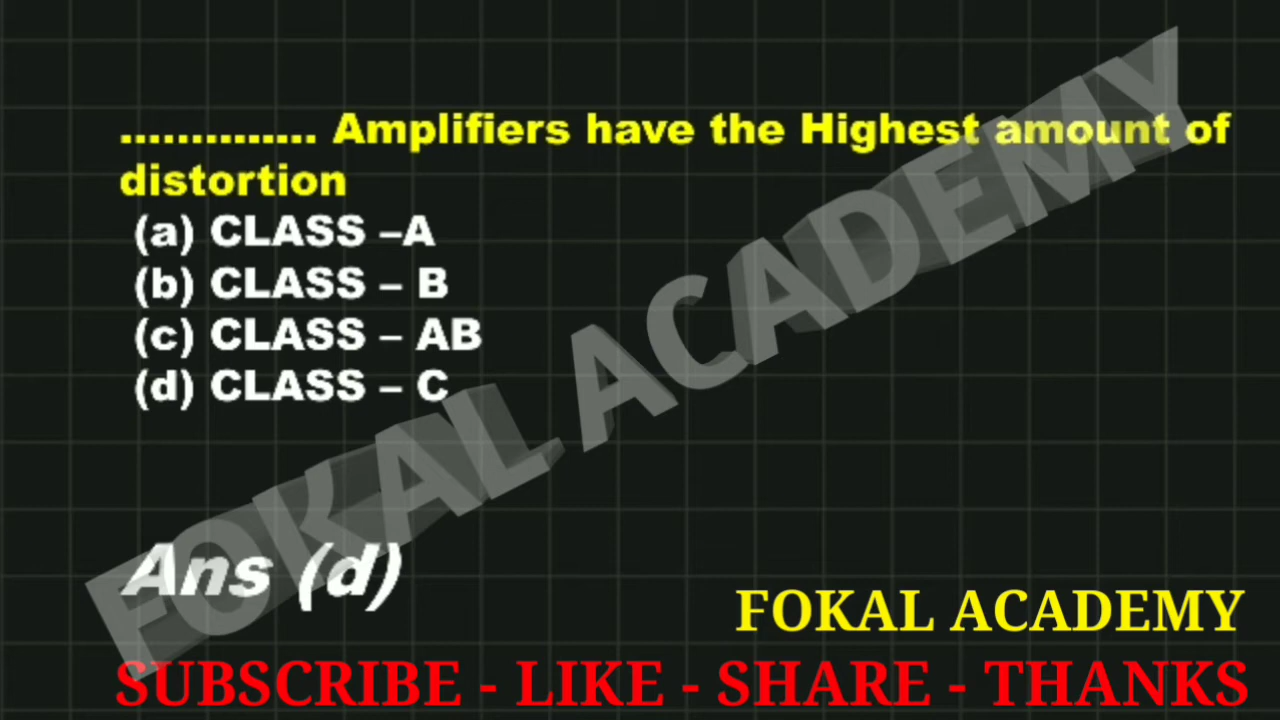 .............. Amplifiers have the Highest amount of
distortion
(a) CLASS –A
(b) CLASS – B
(c) CLASS – AB
(d) CLASS – C
FOKAL ACADEMY
Ans (d)
FOKAL ACADEMY
SUBSCRIBE - LIKE - SHARE - THANKS